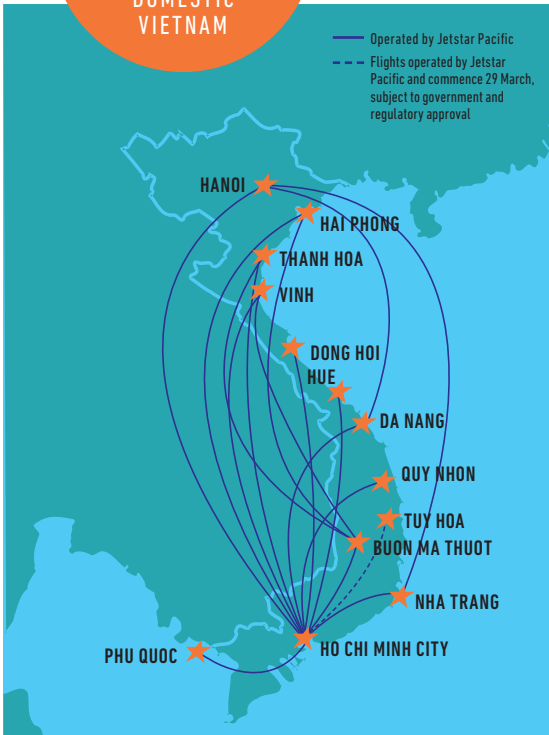 DOMESTIC
VIETNAM
Operated by Jetstar Pacific
Flights operated by Jetstar
Pacific and commence 29 March,
subject to government and
regulatory approval
HANOI
HAI PHONG
THANH HOA
VINH
DONG HOI
HUE
DA NANG
QUY NHON
TUY HOA
BUON MA THUOT
NHA TRANG
HO CHI MINH CITY
PHU QUOC